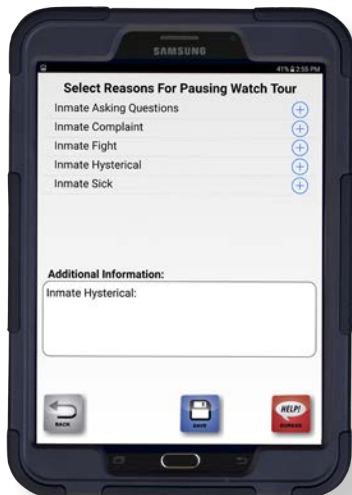 SAMSUNG
41% 2:55 PM
Select Reasons For Pausing Watch Tour
Inmate Asking Questions
Inmate Complaint
Inmate Fight
Inmate Hysterical
Inmate Sick
Additional Information:
Inmate Hysterical:
BACK
SAVE
HELP!